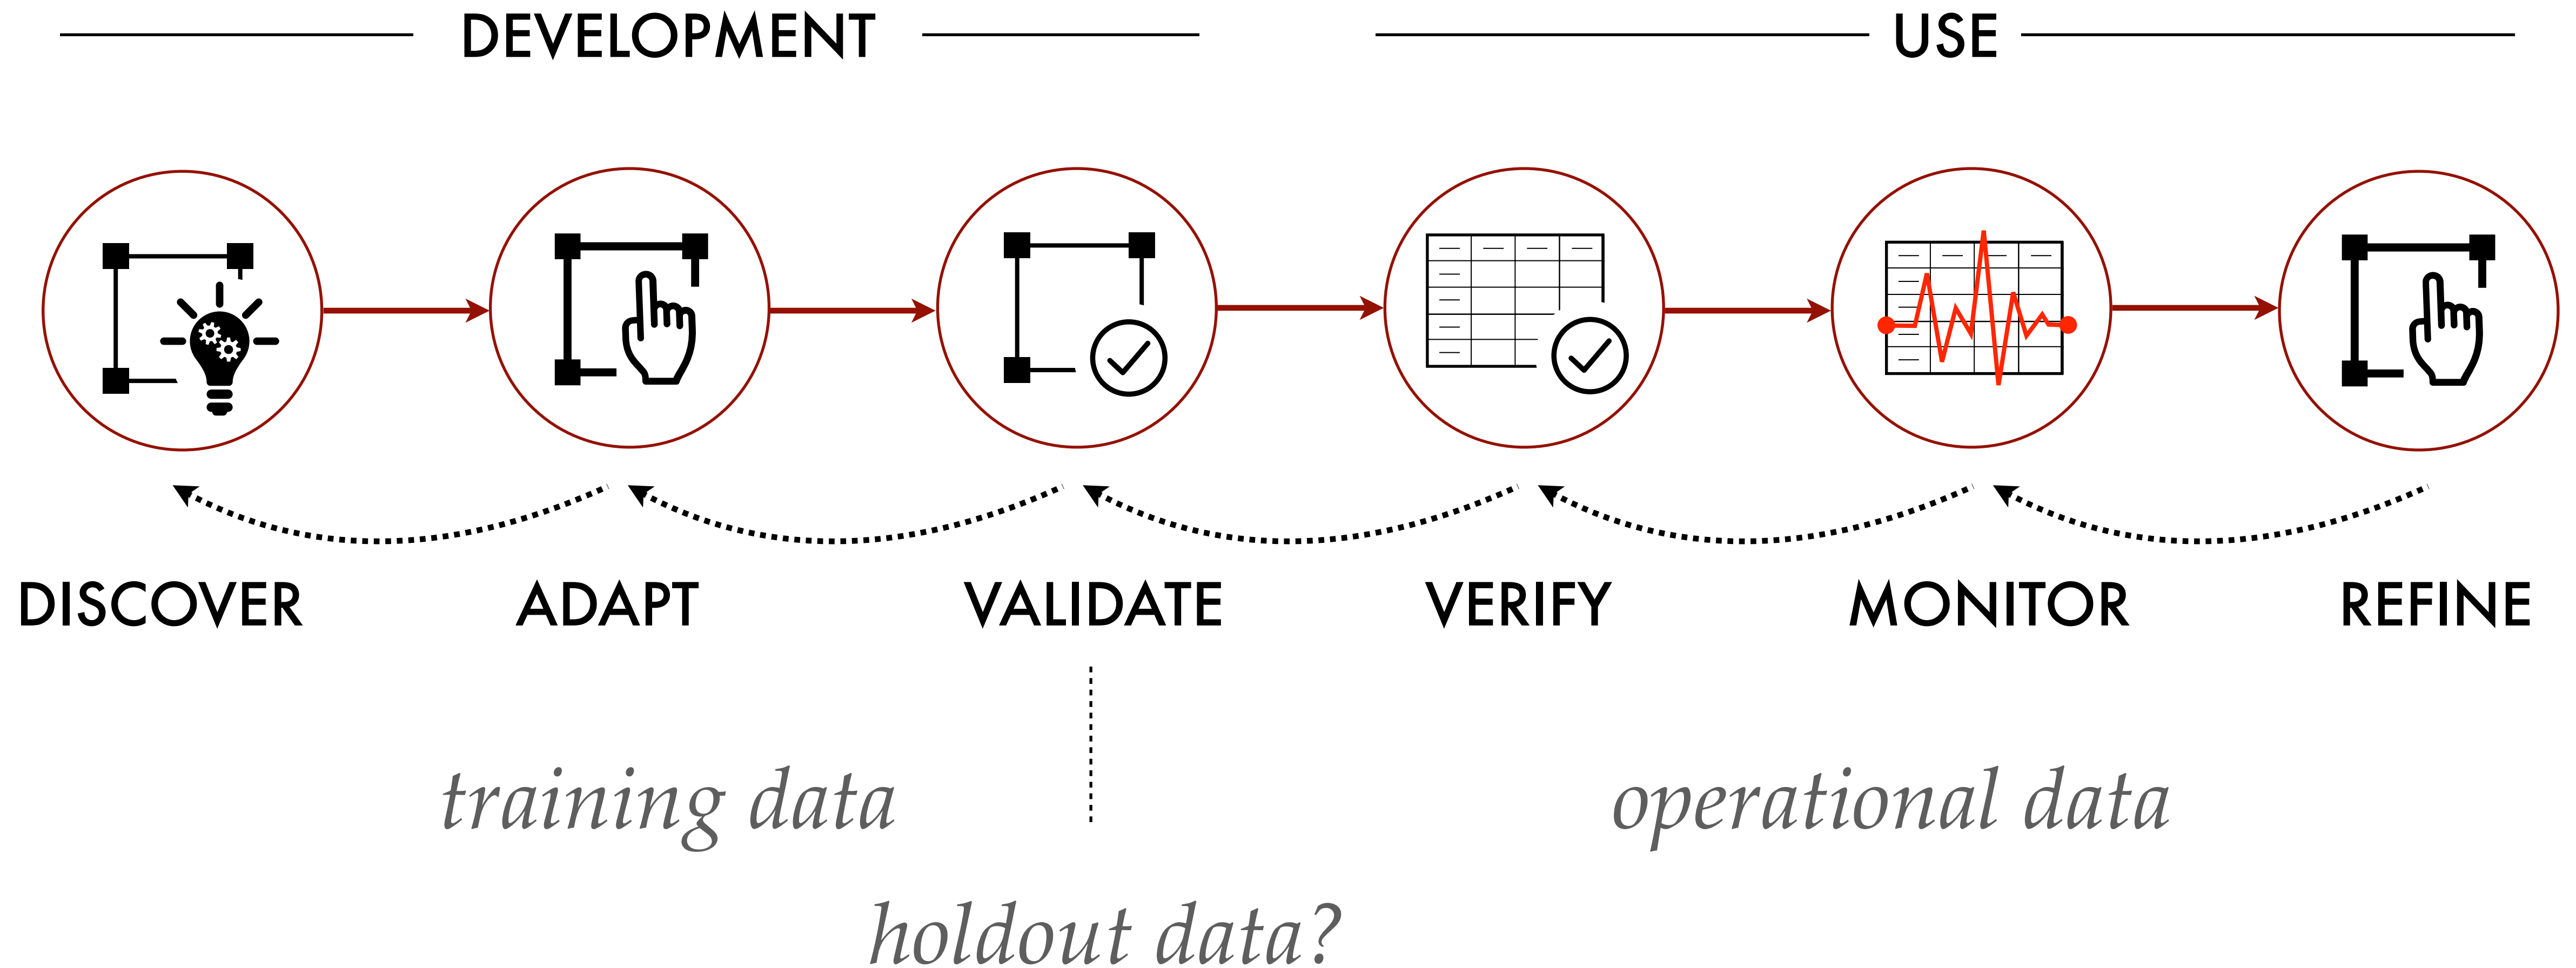 DEVELOPMENT USE
DISCOVER ADAPT VALIDATE VERIFY MONITOR REFINE
training data operational data
holdout data?